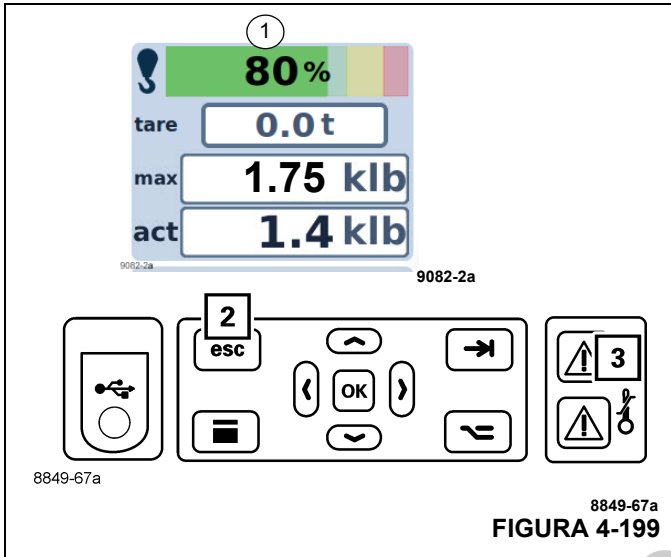 1
80%
tare 0.0 t
max 1.75 klb
act 1.4 klb
9082-2a
9082-2a
2
esc
OK
3
8849-67a
8849-67a
FIGURA 4-199